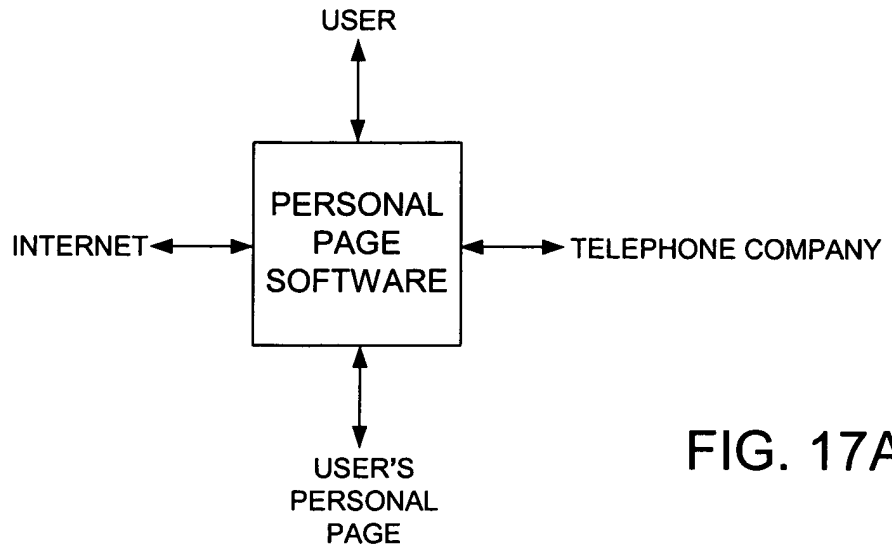 USER
PERSONAL
PAGE
SOFTWARE
INTERNET
TELEPHONE COMPANY
USER'S
PERSONAL
PAGE
FIG. 17A